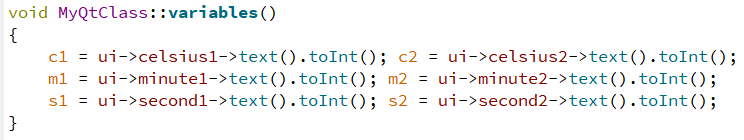 void MyQtClass::variables()
{
    c1 = ui->celsius1->text().toInt(); c2 = ui->celsius2->text().toInt();
    m1 = ui->minute1->text().toInt(); m2 = ui->minute2->text().toInt();
    s1 = ui->second1->text().toInt(); s2 = ui->second2->text().toInt();
}